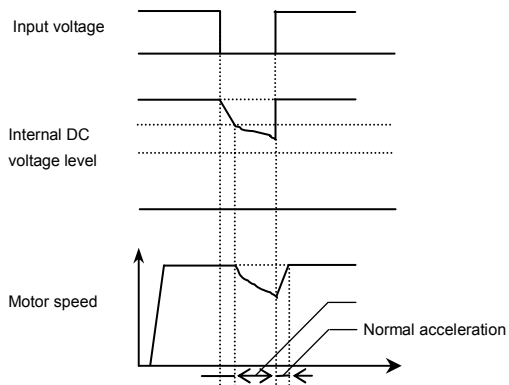 Input voltage
Internal DC
voltage level
Motor speed
Normal acceleration